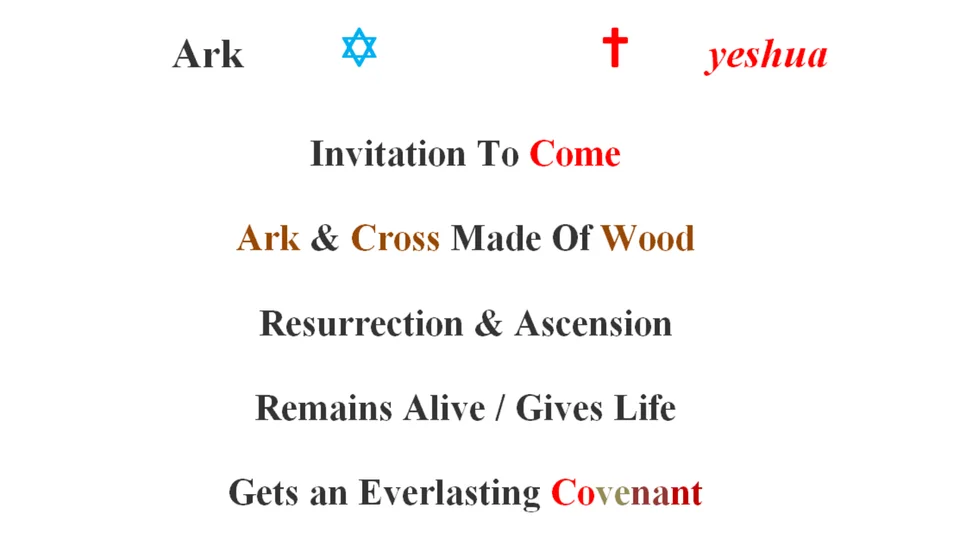 Ark ✡ ✝ yeshua
Invitation To Come
Ark & Cross Made Of Wood
Resurrection & Ascension
Remains Alive / Gives Life
Gets an Everlasting Covenant